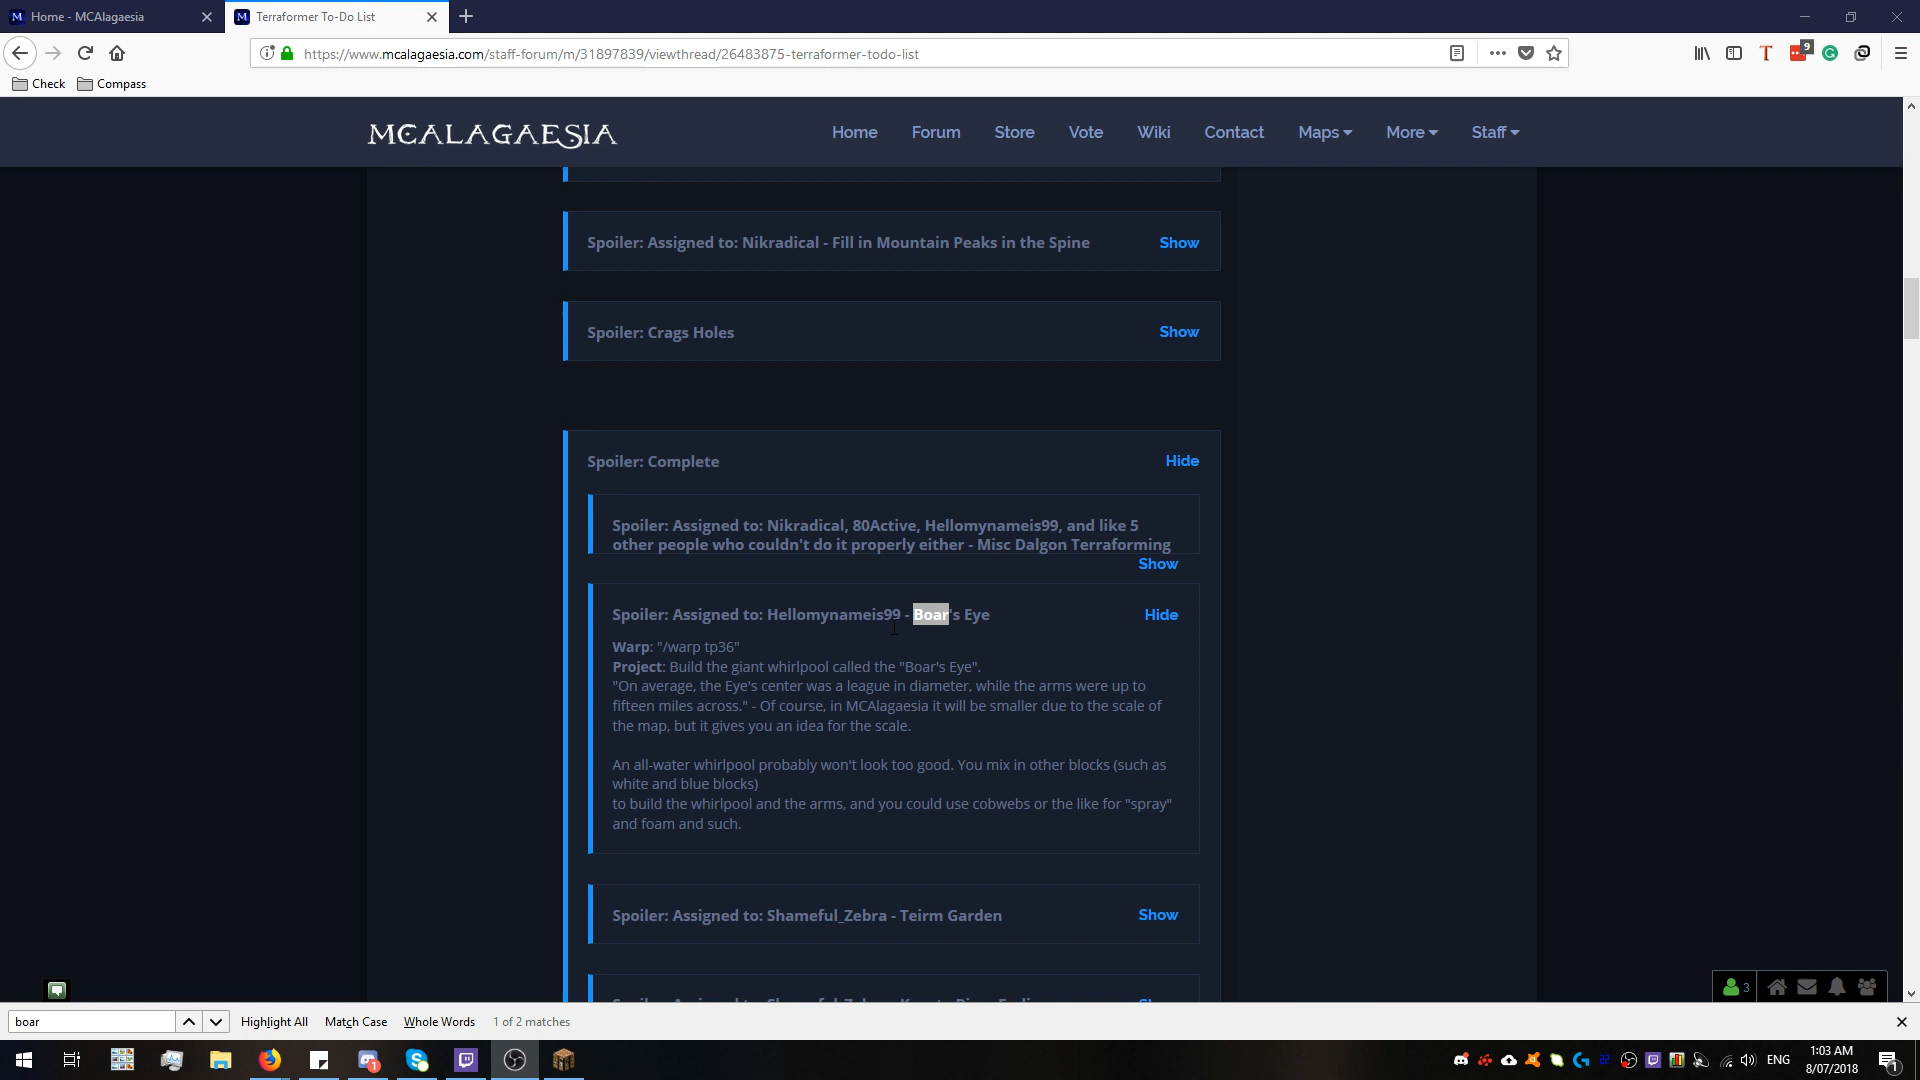 Home - MCAlagaesia
Terraformer To-Do List
https://www.mcalagaesia.com/staff-forum/m/31897839/viewthread/26483875-terraformer-todo-list
9
Check Compass
MCALAGAESIA
Home Forum Store Vote Wiki Contact Maps More Staff
Spoiler: Assigned to: Nikradical - Fill in Mountain Peaks in the Spine Show
Spoiler: Crags Holes Show
Spoiler: Complete Hide
Spoiler: Assigned to: Nikradical, 80Active, Hellomynameis99, and like 5
other people who couldn't do it properly either - Misc Dalgon Terraforming
Show
Spoiler: Assigned to: Hellomynameis99 - Boar's Eye Hide
Warp: "/warp tp36"
Project: Build the giant whirlpool called the "Boar's Eye".
"On average, the Eye's center was a league in diameter, while the arms were up to
fifteen miles across." - Of course, in MCAlagaesia it will be smaller due to the scale of
the map, but it gives you an idea for the scale.
An all-water whirlpool probably won't look too good. You mix in other blocks (such as
white and blue blocks)
to build the whirlpool and the arms, and you could use cobwebs or the like for "spray"
and foam and such.
Spoiler: Assigned to: Shameful_Zebra - Teirm Garden Show
3
boar Highlight All Match Case Whole Words 1 of 2 matches
ENG
1:03 AM
8/07/2018
1